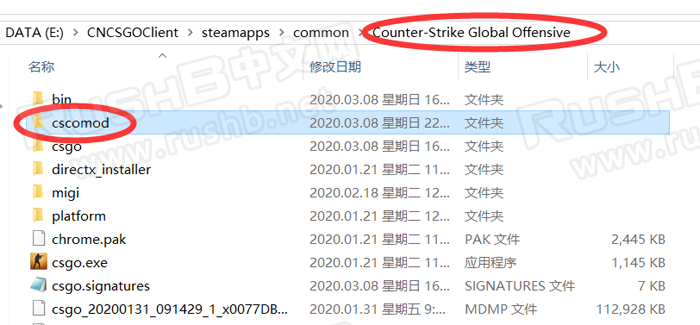 DATA (E:) › CNCSGOClient › steamapps › common › Counter-Strike Global Offensive
名称 修改日期 类型 大小
bin 2020.03.08 星期日 16... 文件夹
cscomod 2020.03.08 星期日 22... 文件夹
csgo 2020.03.08 星期日 16... 文件夹
directx_installer 2020.01.21 星期二 11... 文件夹
migi 2020.02.18 星期二 12... 文件夹
platform 2020.01.21 星期二 11... 文件夹
chrome.pak 2020.01.21 星期二 11... PAK 文件 2,445 KB
csgo.exe 2020.01.21 星期二 11... 应用程序 1,145 KB
csgo.signatures 2020.03.08 星期日 16... SIGNATURES 文件 7 KB
csgo_20200131_091429_1_x0077DB... 2020.01.31 星期五 9:... MDMP 文件 112,928 KB
RUSHB中文网
www.rushb.net
RUSHB
www.ru